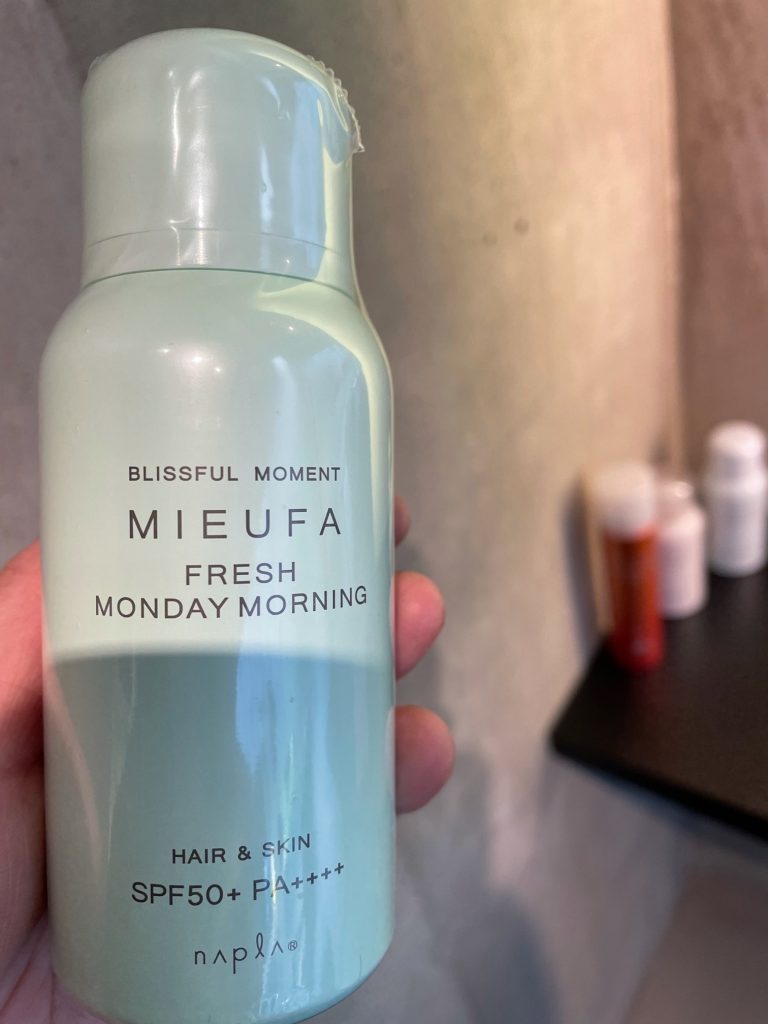 BLISSFUL MOMENT
MIEUFA
FRESH
MONDAY MORNING
HAIR & SKIN
SPF50+ PA++++
napla®